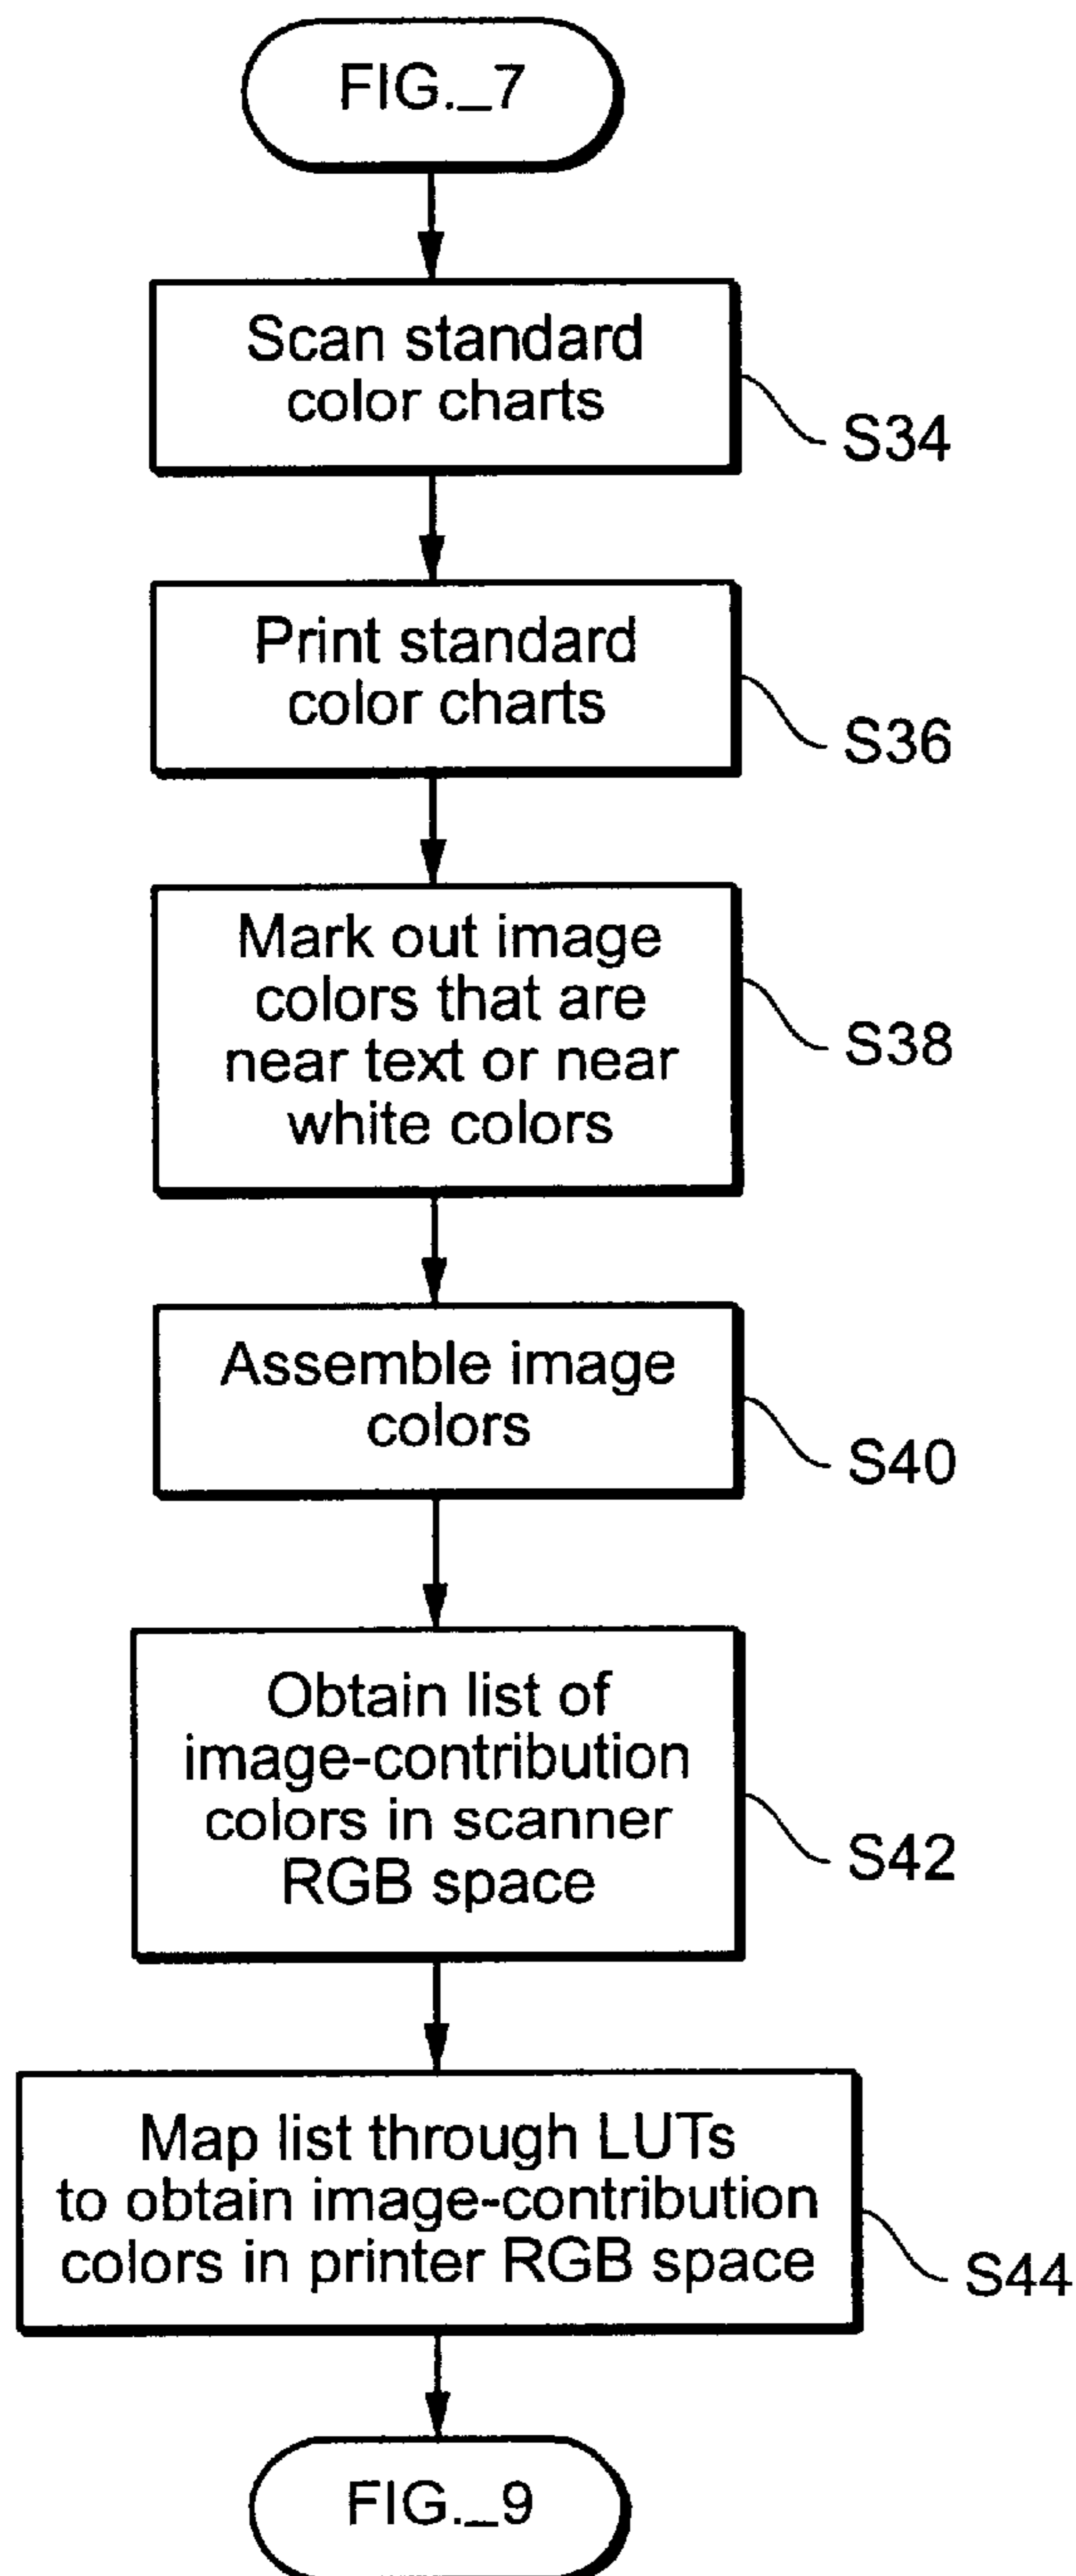 FIG._7
Scan standard
color charts
S34
Print standard
color charts
S36
Mark out image
colors that are
near text or near
white colors
S38
Assemble image
colors
S40
Obtain list of
image-contribution
colors in scanner
RGB space
S42
Map list through LUTs
to obtain image-contribution
colors in printer RGB space
S44
FIG._9